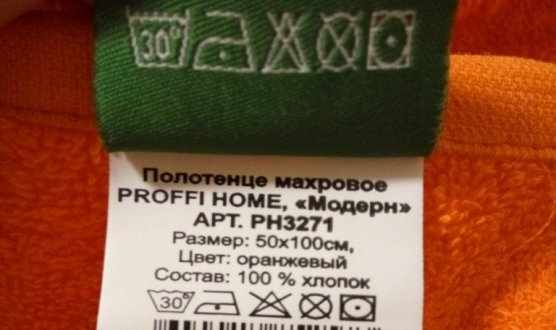 30°
Полотенце махровое
PROFFI HOME, «Модерн»
АРТ. PH3271
Размер: 50х100см,
Цвет: оранжевый
Состав: 100 % хлопок
30°